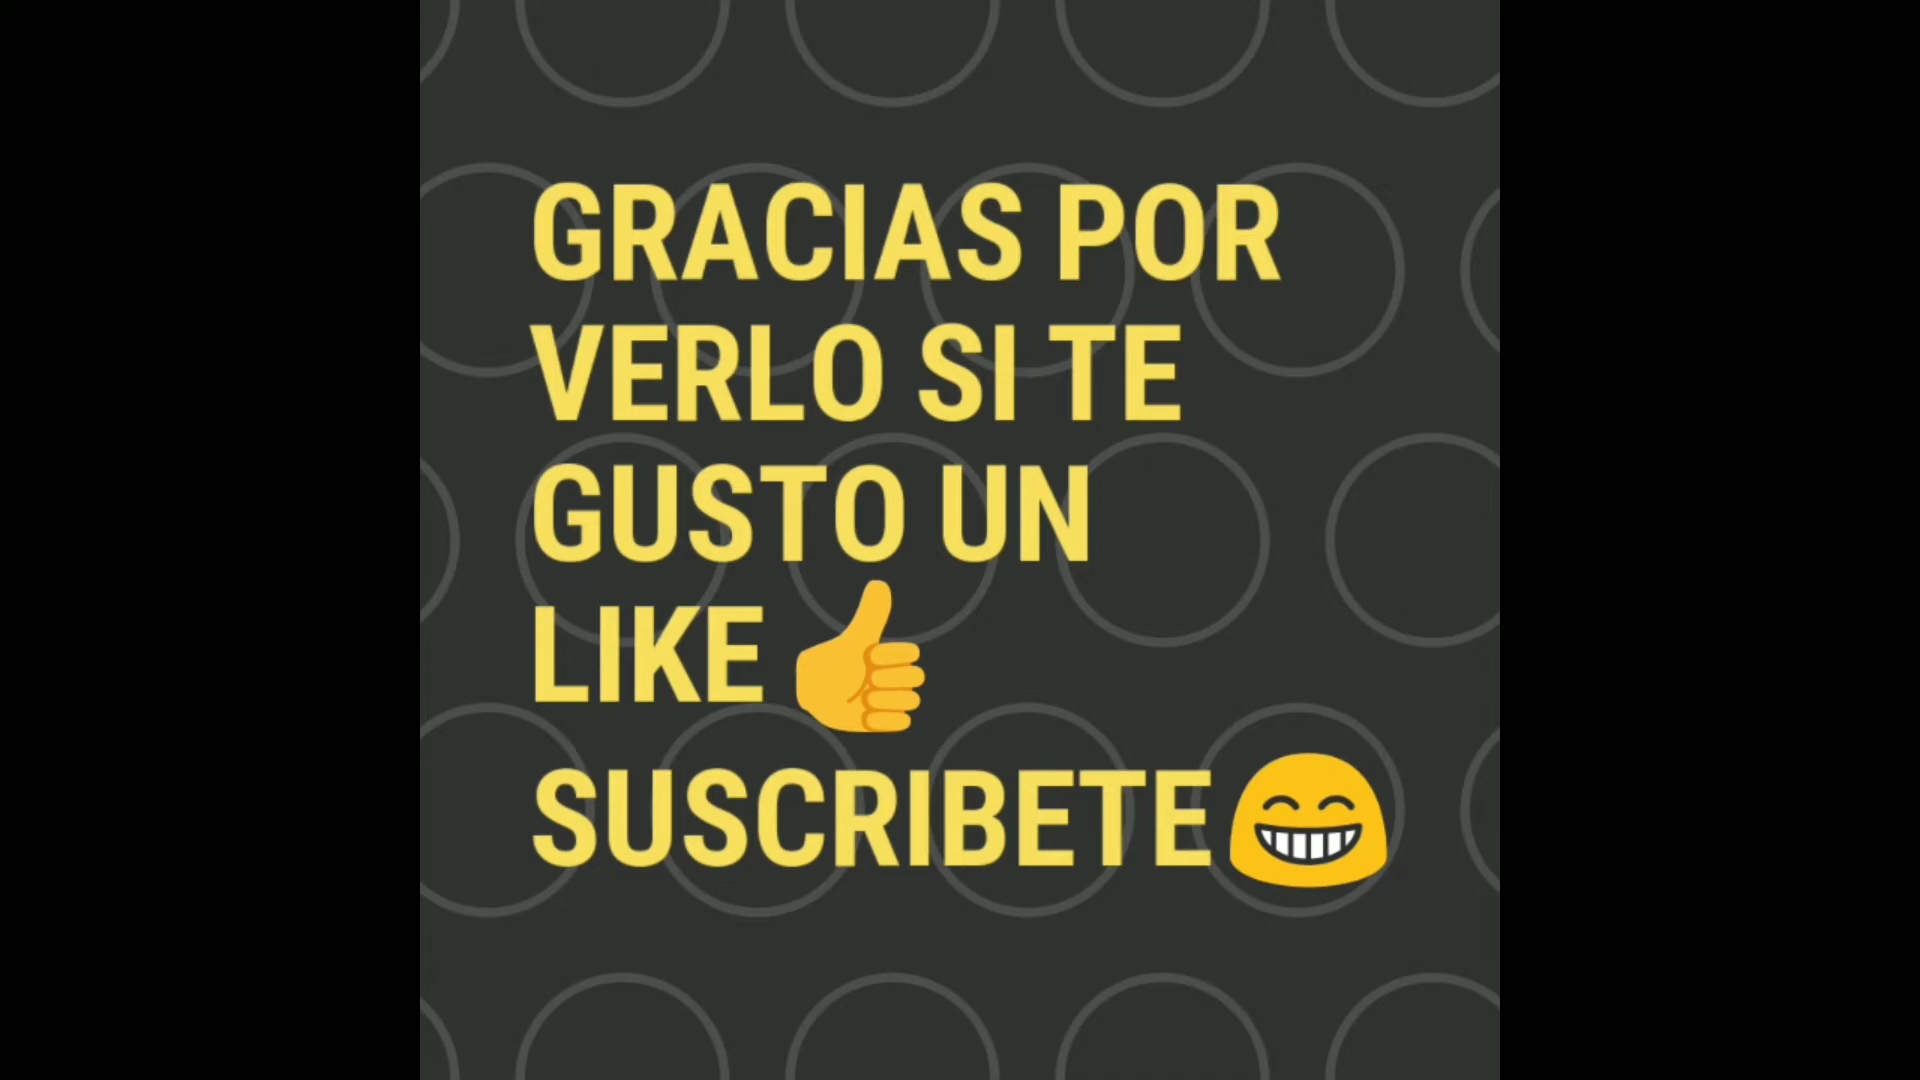 GRACIAS POR
VERLO SI TE
GUSTO UN
LIKE 👍
SUSCRIBETE😁